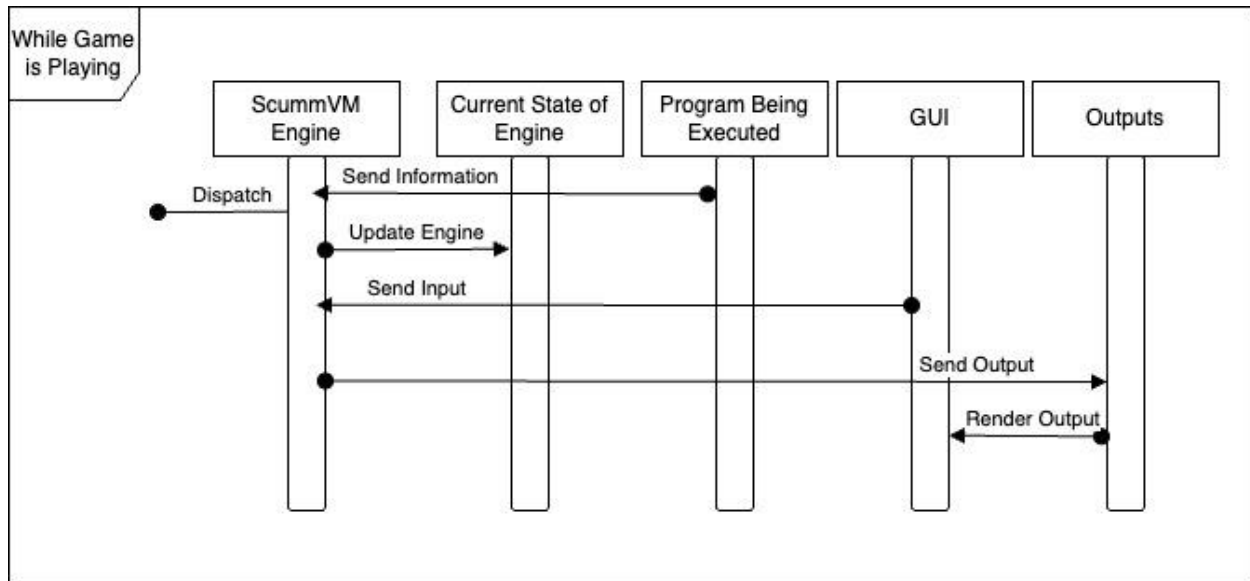 While Game
is Playing
ScummVM
Engine
Current State of
Engine
Program Being
Executed
GUI
Outputs
Send Information
Dispatch
Update Engine
Send Input
Send Output
Render Output